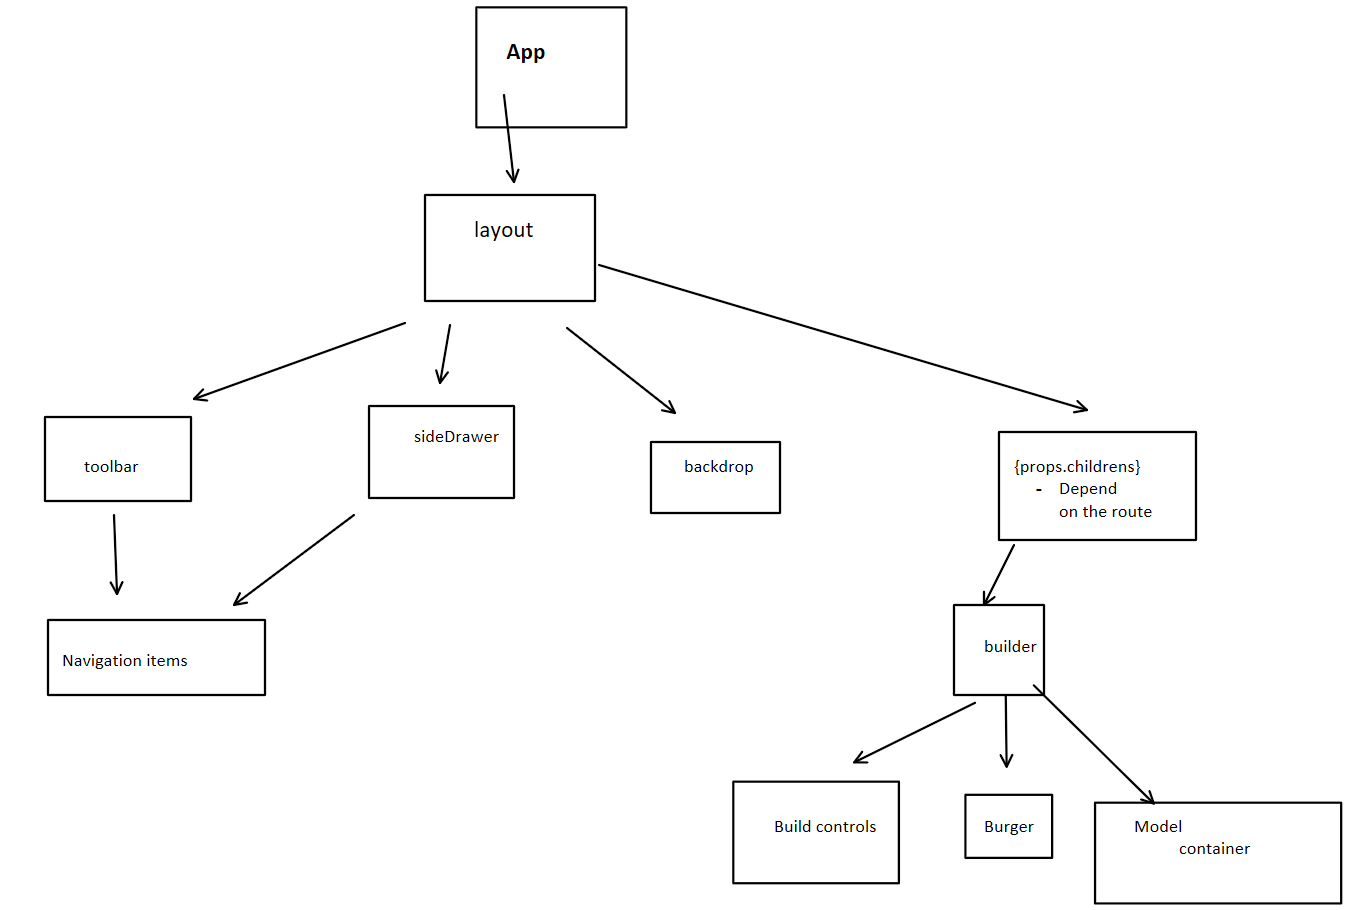 App
layout
toolbar
sideDrawer
backdrop
{props.childrens}
- Depend
on the route
Navigation items
builder
Build controls
Burger
Model
container